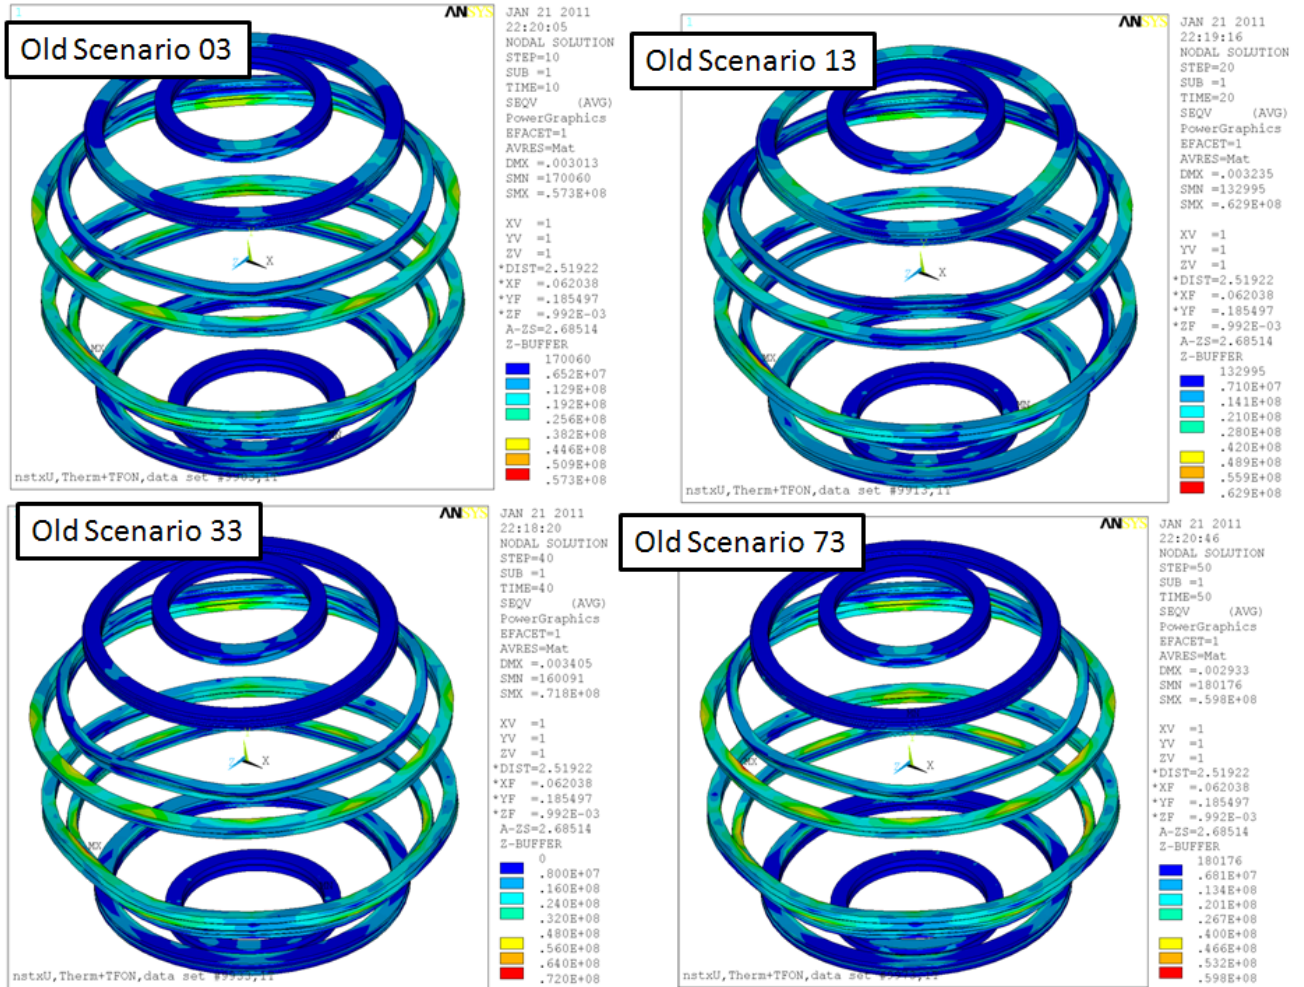 1
Old Scenario 03
ANSYS
JAN 21 2011
22:20:05
NODAL SOLUTION
STEP=10
SUB =1
TIME=10
SEQV (AVG)
PowerGraphics
EFACET=1
AVRES=Mat
DMX =.003013
SMN =170060
SMX =.573E+08
XV =1
YV =1
ZV =1
*DIST=2.51922
*XF =.062038
*YF =.185497
*ZF =.992E-03
A-ZS=2.68514
Z-BUFFER
170060
.652E+07
.129E+08
.192E+08
.256E+08
.382E+08
.446E+08
.509E+08
.573E+08
Z
X
MX
nstxU,Therm+TFON,data set
1
Old Scenario 13
ANSYS
JAN 21 2011
22:19:16
NODAL SOLUTION
STEP=20
SUB =1
TIME=20
SEQV (AVG)
PowerGraphics
EFACET=1
AVRES=Mat
DMX =.003235
SMN =132995
SMX =.629E+08
XV =1
YV =1
ZV =1
*DIST=2.51922
*XF =.062038
*YF =.185497
*ZF =.992E-03
A-ZS=2.68514
Z-BUFFER
132995
.710E+07
.141E+08
.210E+08
.280E+08
.420E+08
.489E+08
.559E+08
.629E+08
Z
X
MX
MN
nstxU,Therm+TFON,data set #9913,1T
Old Scenario 33
ANSYS
JAN 21 2011
22:18:20
NODAL SOLUTION
STEP=40
SUB =1
TIME=40
SEQV (AVG)
PowerGraphics
EFACET=1
AVRES=Mat
DMX =.003405
SMN =160091
SMX =.718E+08
XV =1
YV =1
ZV =1
*DIST=2.51922
*XF =.062038
*YF =.185497
*ZF =.992E-03
A-ZS=2.68514
Z-BUFFER
0
.800E+07
.160E+08
.240E+08
.320E+08
.480E+08
.560E+08
.640E+08
.720E+08
Z
X
MX
nstxU,Therm+TFON,data set
Old Scenario 73
ANSYS
JAN 21 2011
22:20:46
NODAL SOLUTION
STEP=50
SUB =1
TIME=50
SEQV (AVG)
PowerGraphics
EFACET=1
AVRES=Mat
DMX =.002933
SMN =180176
SMX =.598E+08
XV =1
YV =1
ZV =1
*DIST=2.51922
*XF =.062038
*YF =.185497
*ZF =.992E-03
A-ZS=2.68514
Z-BUFFER
180176
.681E+07
.134E+08
.201E+08
.267E+08
.400E+08
.466E+08
.532E+08
.598E+08
Z
X
MX
nstxU,Therm+TFON,data set